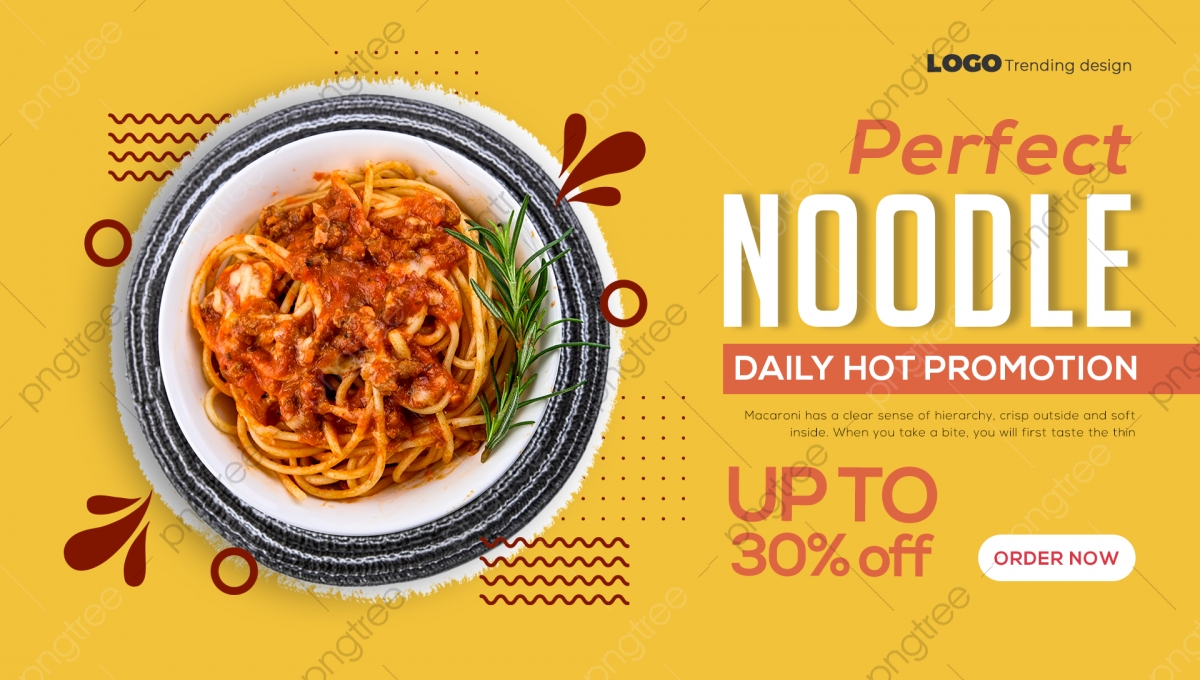 LOGO Trending design
Perfect
NOODLE
DAILY HOT PROMOTION
Macaroni has a clear sense of hierarchy, crisp outside and soft
inside. When you take a bite, you will first taste the thin
UP TO
30% off
ORDER NOW
pngtree